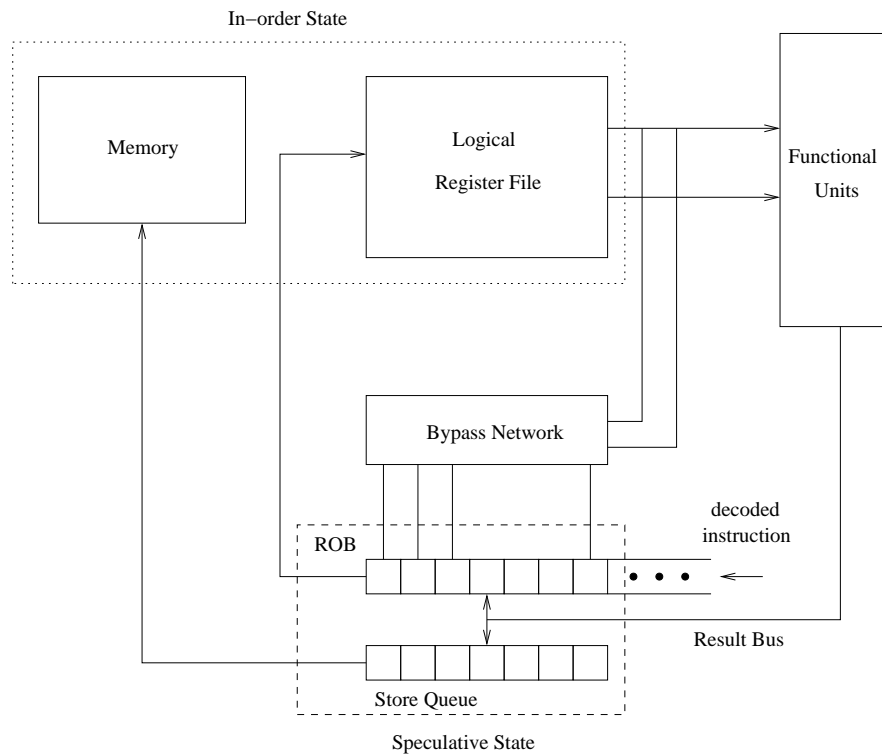 In−order State
Memory
Logical
Register File
Functional
Units
Bypass Network
decoded
instruction
ROB
Result Bus
Store Queue
Speculative State